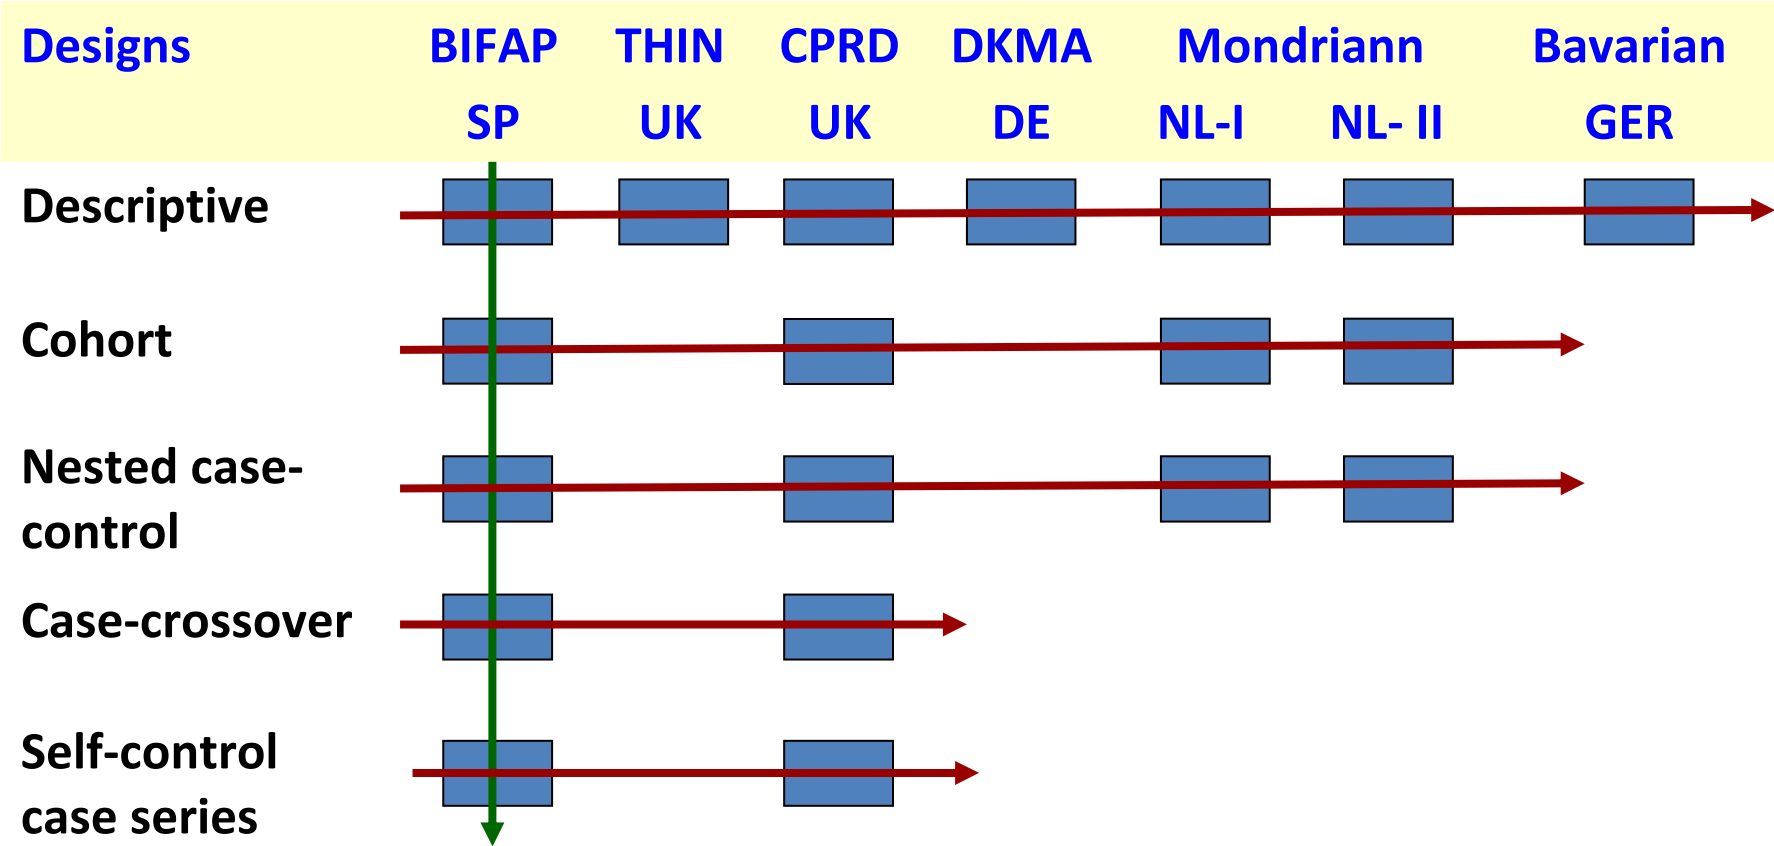 Designs BIFAP THIN CPRD DKMA Mondriann Bavarian
SP UK UK DE NL-I NL- II GER
Descriptive
Cohort
Nested case-
control
Case-crossover
Self-control
case series